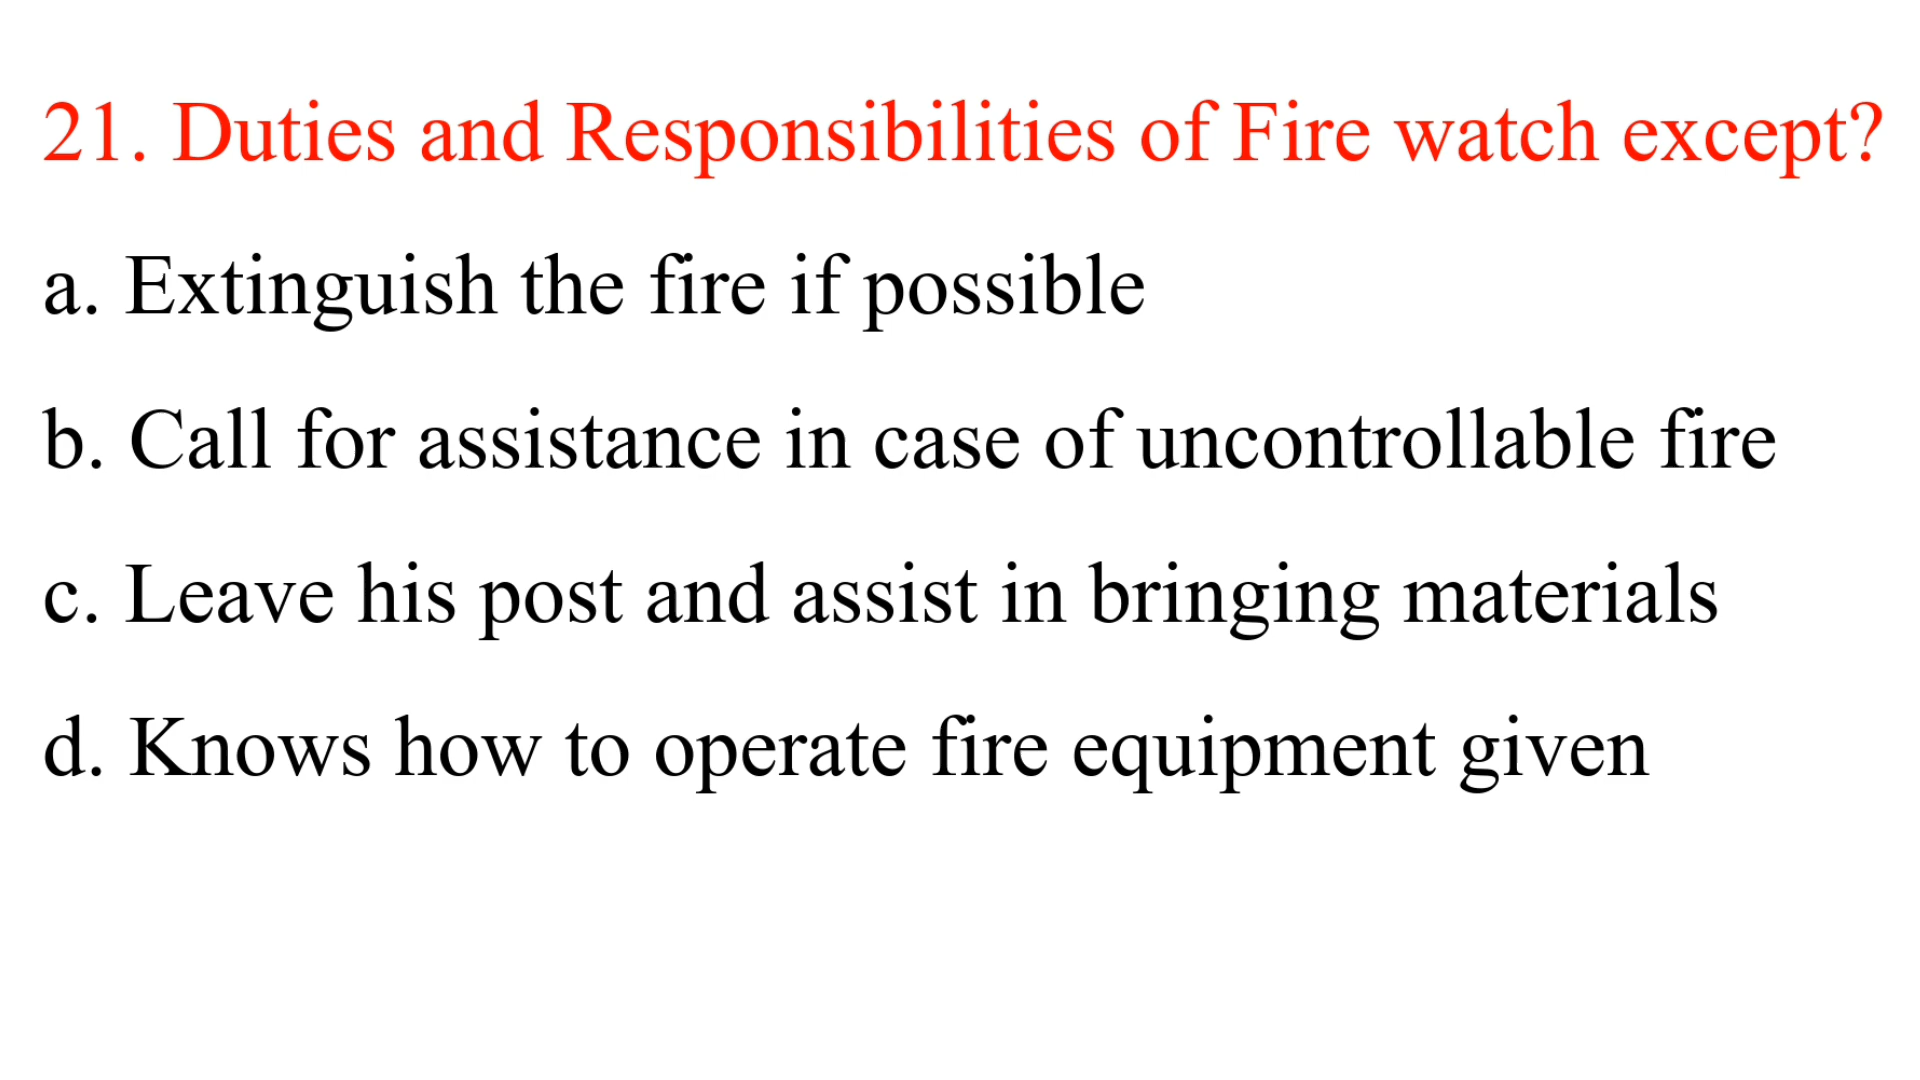 21. Duties and Responsibilities of Fire watch except?
a. Extinguish the fire if possible
b. Call for assistance in case of uncontrollable fire
c. Leave his post and assist in bringing materials
d. Knows how to operate fire equipment given